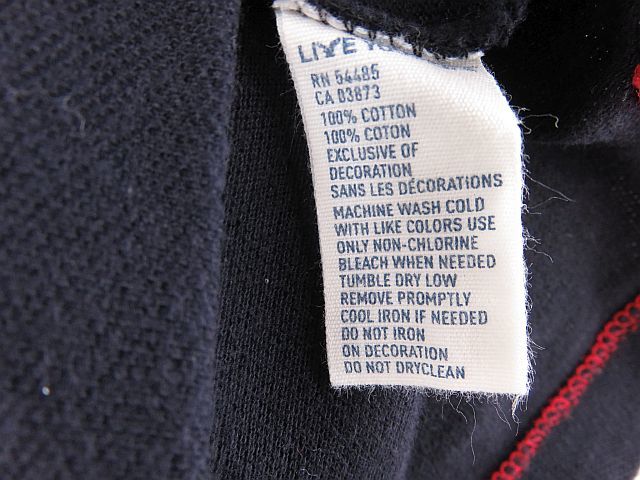 LIVE
RN 54485
CA 03873
100% COTTON
100% COTON
EXCLUSIVE OF
DECORATION
SANS LES DÉCORATIONS
MACHINE WASH COLD
WITH LIKE COLORS USE
ONLY NON-CHLORINE
BLEACH WHEN NEEDED
TUMBLE DRY LOW
REMOVE PROMPTLY
COOL IRON IF NEEDED
DO NOT IRON
ON DECORATION
DO NOT DRYCLEAN